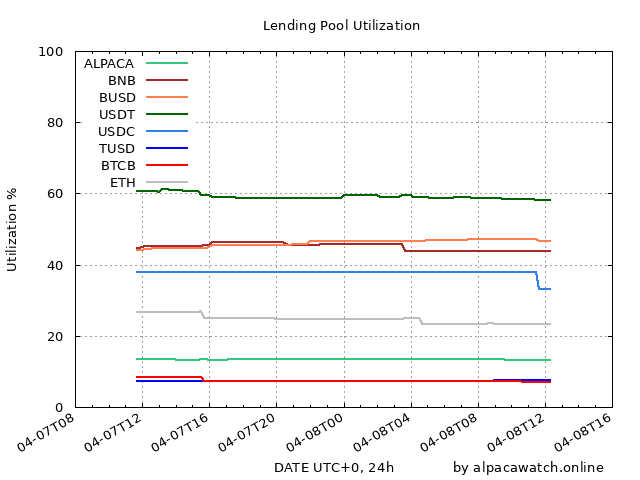 Lending Pool Utilization
100
80
60
40
20
0
Utilization %
ALPACA
BNB
BUSD
USDT
USDC
TUSD
BTCB
ETH
04-07T08
04-07T12
04-07T16
04-07T20
04-08T00
04-08T04
04-08T08
04-08T12
04-08T16
DATE UTC+0, 24h
by alpacawatch.online